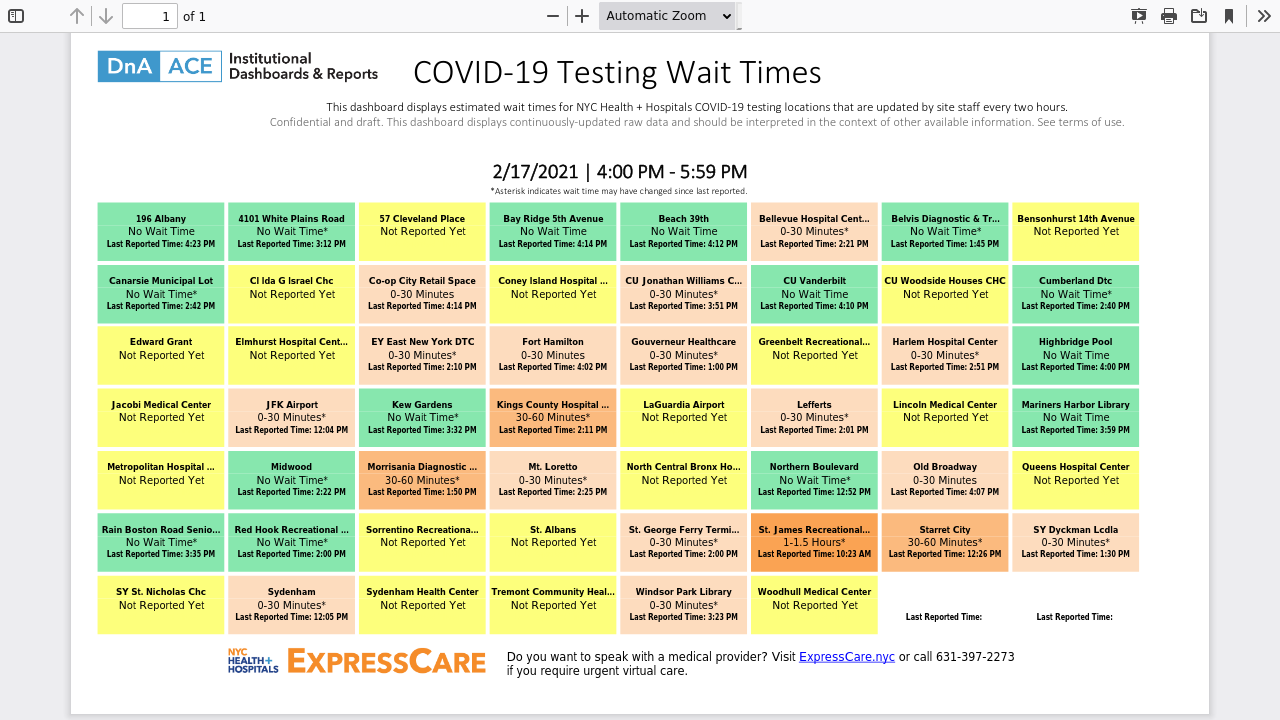 1 of 1
Automatic Zoom
DnA ACE Institutional Dashboards & Reports
COVID-19 Testing Wait Times
This dashboard displays estimated wait times for NYC Health + Hospitals COVID-19 testing locations that are updated by site staff every two hours.
Confidential and draft. This dashboard displays continuously-updated raw data and should be interpreted in the context of other available information. See terms of use.
2/17/2021 | 4:00 PM - 5:59 PM
*Asterisk indicates wait time may have changed since last reported.
196 Albany
No Wait Time
Last Reported Time: 4:23 PM
4101 White Plains Road
No Wait Time*
Last Reported Time: 3:12 PM
57 Cleveland Place
Not Reported Yet
Bay Ridge 5th Avenue
No Wait Time
Last Reported Time: 4:14 PM
Beach 39th
No Wait Time
Last Reported Time: 4:12 PM
Bellevue Hospital Cent...
0-30 Minutes*
Last Reported Time: 2:21 PM
Belvis Diagnostic & Tr...
No Wait Time*
Last Reported Time: 1:45 PM
Bensonhurst 14th Avenue
Not Reported Yet
Canarsie Municipal Lot
No Wait Time*
Last Reported Time: 2:42 PM
Cl Ida G Israel Chc
Not Reported Yet
Co-op City Retail Space
0-30 Minutes
Last Reported Time: 4:14 PM
Coney Island Hospital ...
Not Reported Yet
CU Jonathan Williams C...
0-30 Minutes*
Last Reported Time: 3:51 PM
CU Vanderbilt
No Wait Time
Last Reported Time: 4:10 PM
CU Woodside Houses CHC
Not Reported Yet
Cumberland Dtc
No Wait Time*
Last Reported Time: 2:40 PM
Edward Grant
Not Reported Yet
Elmhurst Hospital Cent...
Not Reported Yet
EY East New York DTC
0-30 Minutes*
Last Reported Time: 2:10 PM
Fort Hamilton
0-30 Minutes
Last Reported Time: 4:02 PM
Gouverneur Healthcare
0-30 Minutes*
Last Reported Time: 1:00 PM
Greenbelt Recreational...
Not Reported Yet
Harlem Hospital Center
0-30 Minutes*
Last Reported Time: 2:51 PM
Highbridge Pool
No Wait Time
Last Reported Time: 4:00 PM
Jacobi Medical Center
Not Reported Yet
JFK Airport
0-30 Minutes*
Last Reported Time: 12:04 PM
Kew Gardens
No Wait Time*
Last Reported Time: 3:32 PM
Kings County Hospital ...
30-60 Minutes*
Last Reported Time: 2:11 PM
LaGuardia Airport
Not Reported Yet
Lefferts
0-30 Minutes*
Last Reported Time: 2:01 PM
Lincoln Medical Center
Not Reported Yet
Mariners Harbor Library
No Wait Time
Last Reported Time: 3:59 PM
Metropolitan Hospital ...
Not Reported Yet
Midwood
No Wait Time*
Last Reported Time: 2:22 PM
Morrisania Diagnostic ...
30-60 Minutes*
Last Reported Time: 1:50 PM
Mt. Loretto
0-30 Minutes*
Last Reported Time: 2:25 PM
North Central Bronx Ho...
Not Reported Yet
Northern Boulevard
No Wait Time*
Last Reported Time: 12:52 PM
Old Broadway
0-30 Minutes
Last Reported Time: 4:07 PM
Queens Hospital Center
Not Reported Yet
Rain Boston Road Senio...
No Wait Time*
Last Reported Time: 3:35 PM
Red Hook Recreational ...
No Wait Time*
Last Reported Time: 2:00 PM
Sorrentino Recreationa...
Not Reported Yet
St. Albans
Not Reported Yet
St. George Ferry Termi...
0-30 Minutes*
Last Reported Time: 2:00 PM
St. James Recreational...
1-1.5 Hours*
Last Reported Time: 10:23 AM
Starret City
30-60 Minutes*
Last Reported Time: 12:26 PM
SY Dyckman Lcdla
0-30 Minutes*
Last Reported Time: 1:30 PM
SY St. Nicholas Chc
Not Reported Yet
Sydenham
0-30 Minutes*
Last Reported Time: 12:05 PM
Sydenham Health Center
Not Reported Yet
Tremont Community Heal...
Not Reported Yet
Windsor Park Library
0-30 Minutes*
Last Reported Time: 3:23 PM
Woodhull Medical Center
Not Reported Yet
Last Reported Time:
Last Reported Time:
NYC HEALTH+ HOSPITALS
EXPRESSCARE
Do you want to speak with a medical provider? Visit ExpressCare.nyc or call 631-397-2273
if you require urgent virtual care.